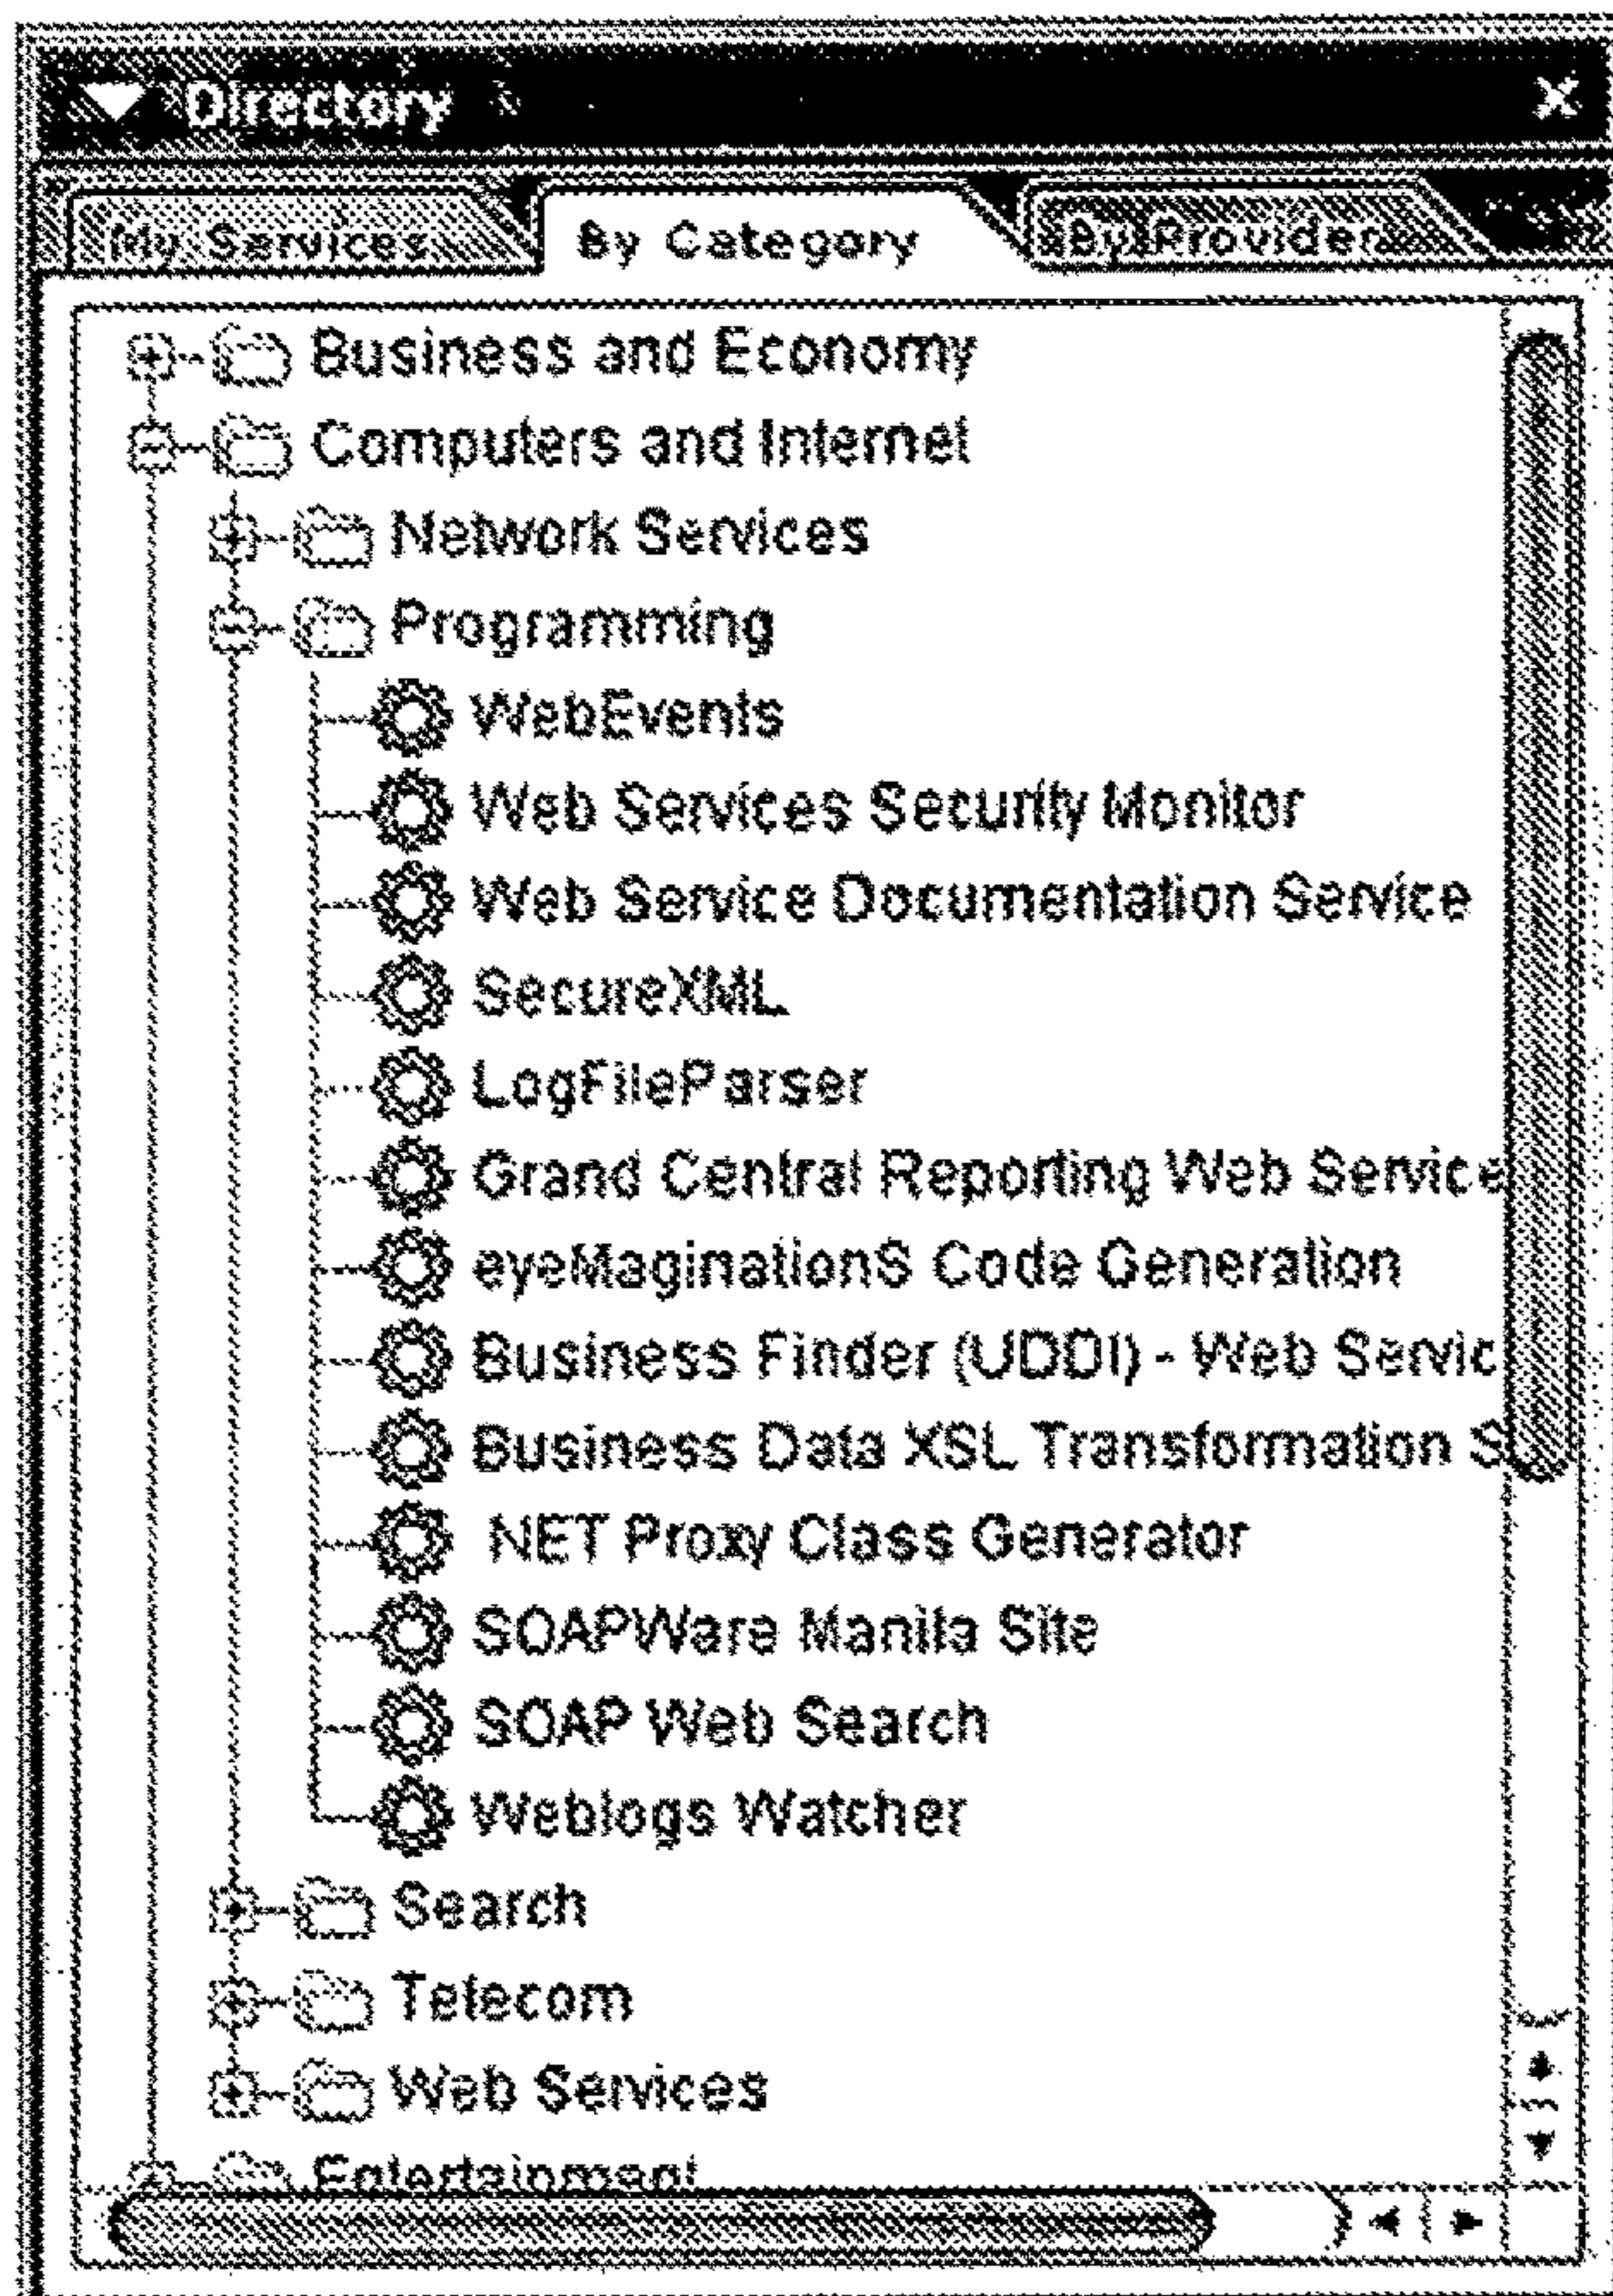 Directory
My Services By Category By Provider
Business and Economy
Computers and Internet
Network Services
Programming
WebEvents
Web Services Security Monitor
Web Service Documentation Service
SecureXML
LogFileParser
Grand Central Reporting Web Service
eyeMaginationS Code Generation
Business Finder (UDDI) - Web Servic
Business Data XSL Transformation S
NET Proxy Class Generator
SOAPWare Manila Site
SOAP Web Search
Weblogs Watcher
Search
Telecom
Web Services
Entertainment